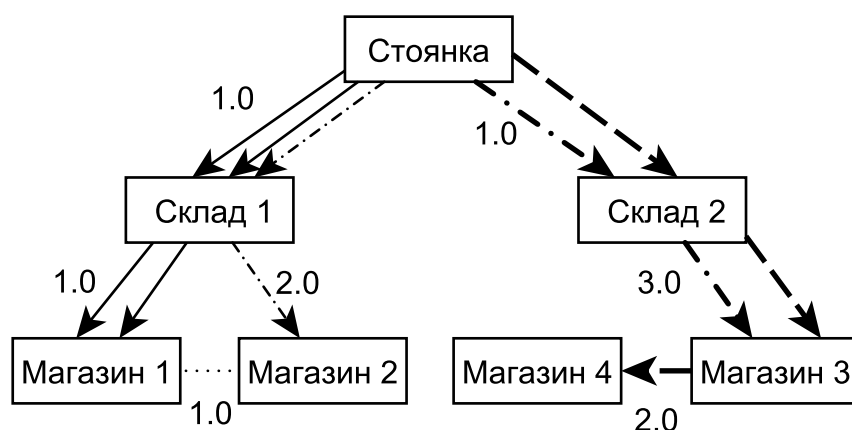 Стоянка
1.0
1.0
Склад 1
Склад 2
1.0
2.0
3.0
Магазин 1
Магазин 2
Магазин 4
Магазин 3
1.0
2.0